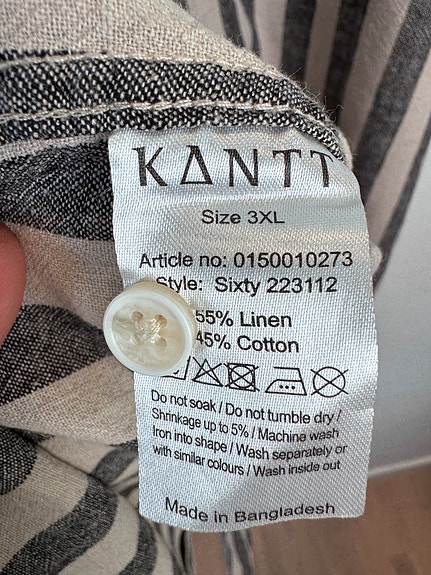 KANTT
Size 3XL
Article no: 0150010273
Style: Sixty 223112
55% Linen
45% Cotton
Do not soak / Do not tumble dry /
Shrinkage up to 5% / Machine wash
Iron into shape / Wash separately or
with similar colours / Wash inside out
Made in Bangladesh